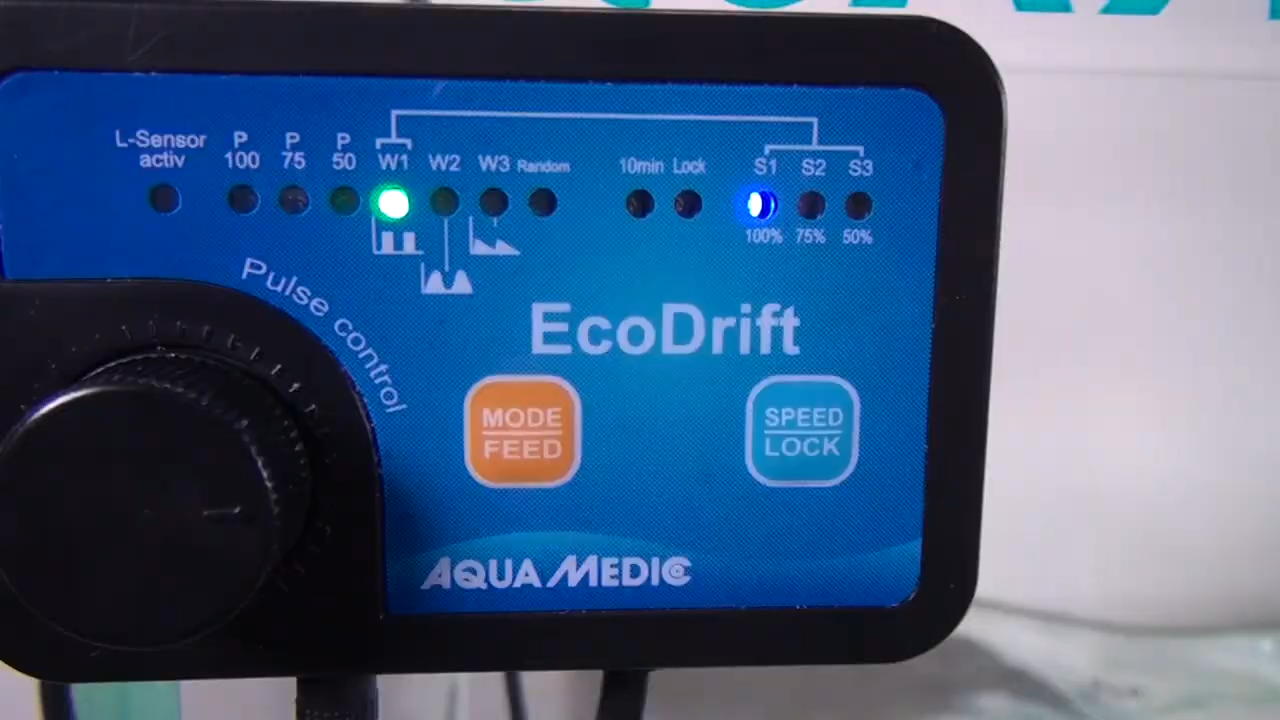 L-Sensor activ
P 100
P 75
P 50
W1
W2
W3
Random
10min
Lock
S1
S2
S3
100%
75%
50%
Pulse control
EcoDrift
MODE
FEED
SPEED
LOCK
AQUA MEDIC